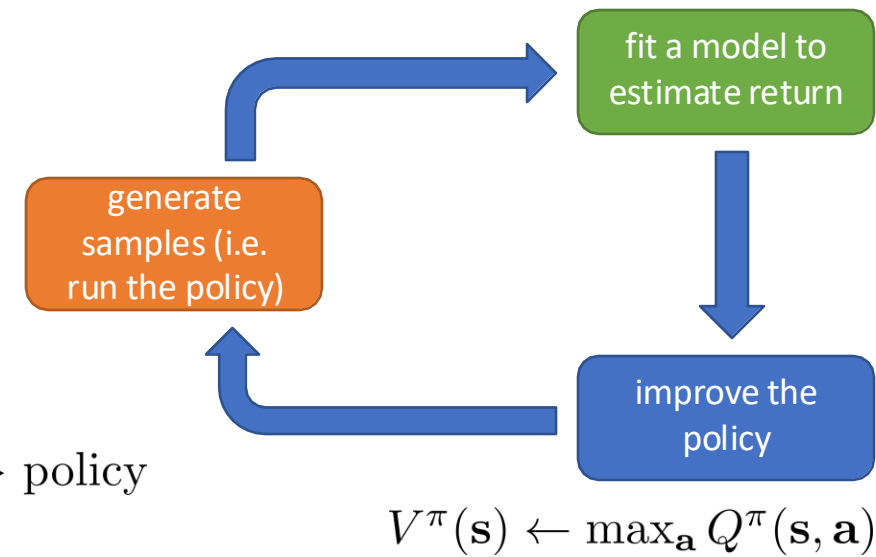 fit a model to
estimate return
generate
samples (i.e.
run the policy)
improve the
policy
policy
V^π(s) ← max_a Q^π(s, a)